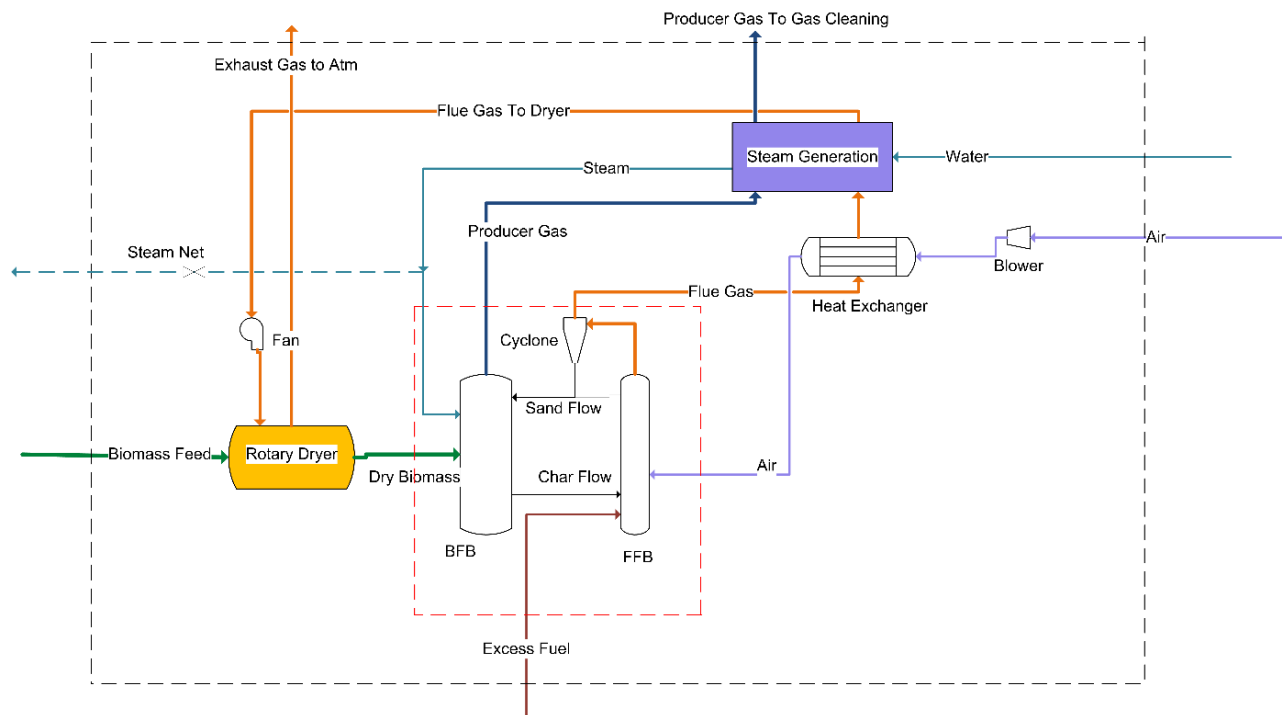 Producer Gas To Gas Cleaning
Exhaust Gas to Atm
Flue Gas To Dryer
Steam Generation
Water
Steam
Producer Gas
Air
Steam Net
Blower
Flue Gas
Heat Exchanger
Fan
Cyclone
Sand Flow
Biomass Feed
Rotary Dryer
Dry Biomass
Char Flow
Air
BFB
FFB
Excess Fuel